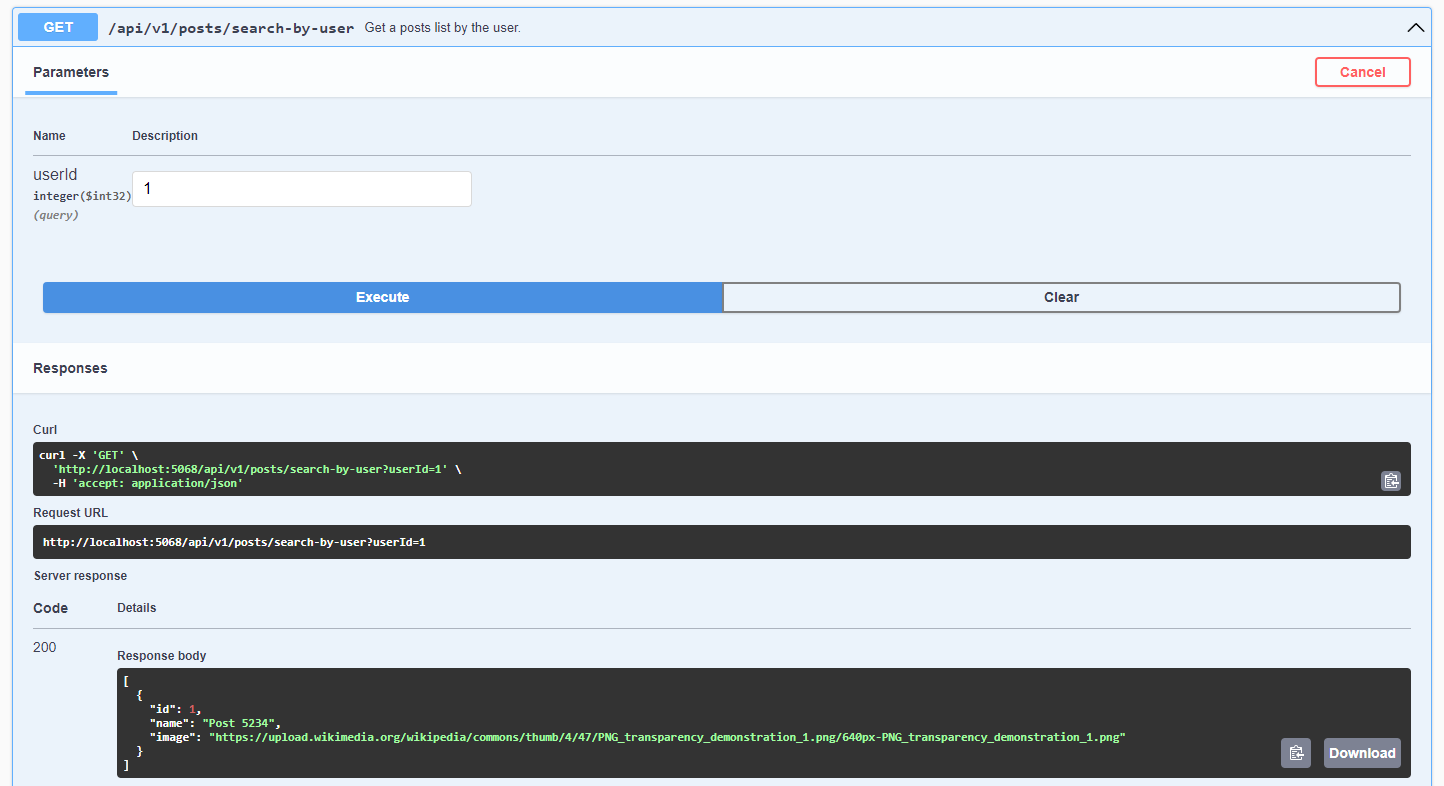 GET /api/v1/posts/search-by-user Get a posts list by the user.
Parameters
Cancel
Name Description
userId
integer($int32)
(query)
1
Execute
Clear
Responses
Curl
curl -X 'GET' \
  'http://localhost:5068/api/v1/posts/search-by-user?userId=1' \
  -H 'accept: application/json'
Request URL
http://localhost:5068/api/v1/posts/search-by-user?userId=1
Server response
Code Details
200
Response body
[
  {
    "id": 1,
    "name": "Post 5234",
    "image": "https://upload.wikimedia.org/wikipedia/commons/thumb/4/47/PNG_transparency_demonstration_1.png/640px-PNG_transparency_demonstration_1.png"
  }
]
Download